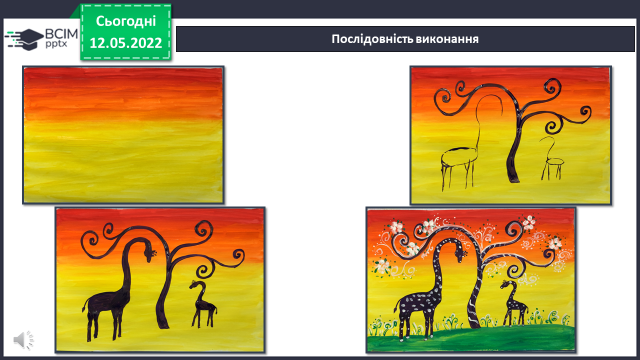 Сьогодні
12.05.2022
ВСІМ
pptx
Послідовність виконання